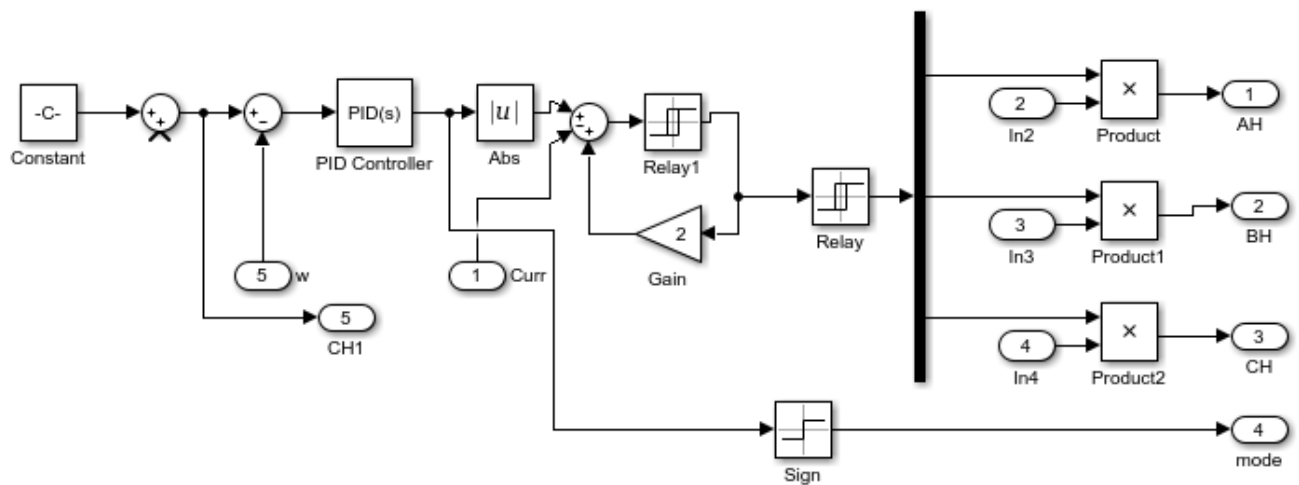 -C-
Constant
+
+
+
−
PID(s)
PID Controller
|u|
Abs
+
−
+
Relay1
2
Gain
5
w
1
Curr
5
CH1
Relay
2
In2
×
Product
1
AH
3
In3
×
Product1
2
BH
4
In4
×
Product2
3
CH
Sign
4
mode